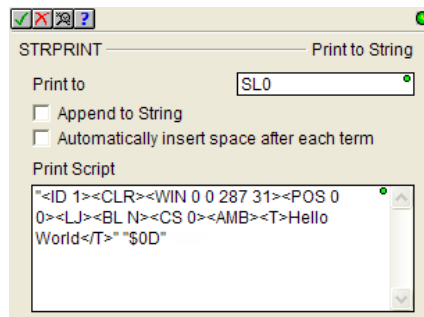 STRPRINT Print to String
Print to SL0
Append to String
Automatically insert space after each term
Print Script
"<ID 1><CLR><WIN 0 0 287 31><POS 0
0><LJ><BL N><CS 0><AMB><T>Hello
World</T>" "$0D"